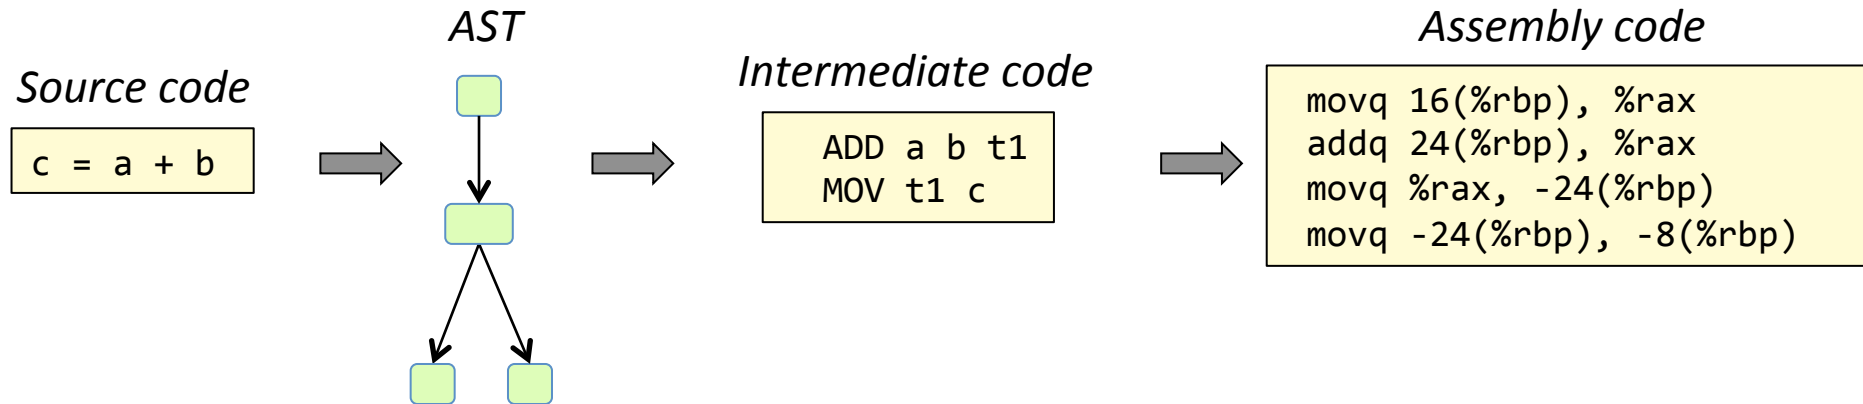 Source code
c = a + b
AST
Intermediate code
ADD a b t1
MOV t1 c
Assembly code
movq 16(%rbp), %rax
addq 24(%rbp), %rax
movq %rax, -24(%rbp)
movq -24(%rbp), -8(%rbp)